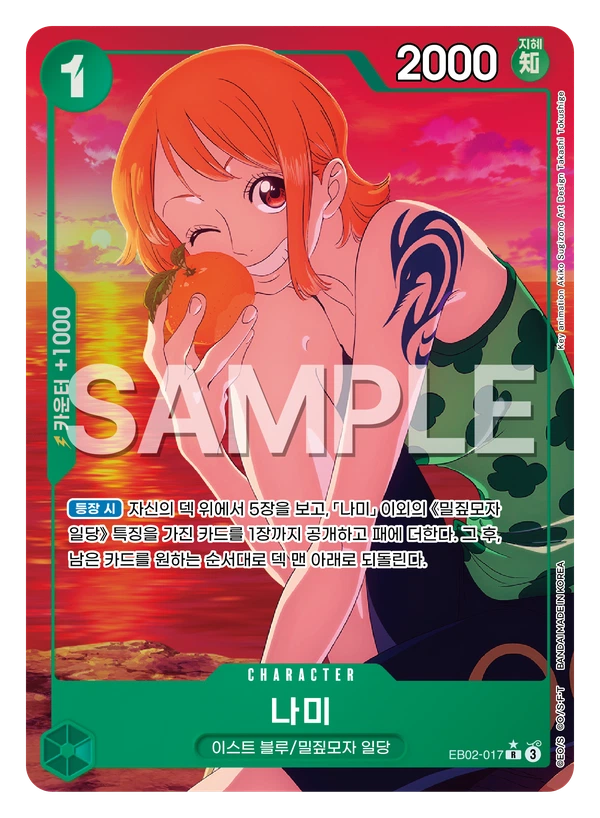 1
2000
지혜
知
카운터 +1000
SAMPLE
등장 시 자신의 덱 위에서 5장을 보고, 「나미」 이외의 《밀짚모자
일당》 특징을 가진 카드를 1장까지 공개하고 패에 더한다. 그 후,
남은 카드를 원하는 순서대로 덱 맨 아래로 되돌린다.
CHARACTER
나미
이스트 블루/밀짚모자 일당
EB02-017 R 3
Key animation Akiko Sugizono Art Design Takashi Tokushige
©EO/S ©O/S·F·T BANDAI MADE IN KOREA